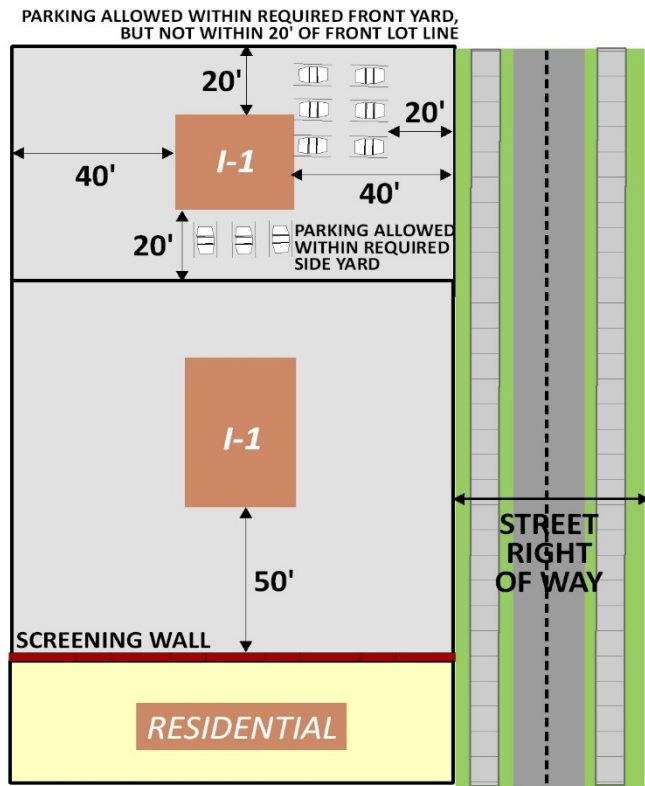 PARKING ALLOWED WITHIN REQUIRED FRONT YARD,
BUT NOT WITHIN 20' OF FRONT LOT LINE
20'
20'
I-1
40'
40'
20'
PARKING ALLOWED
WITHIN REQUIRED
SIDE YARD
I-1
STREET
RIGHT
OF WAY
50'
SCREENING WALL
RESIDENTIAL